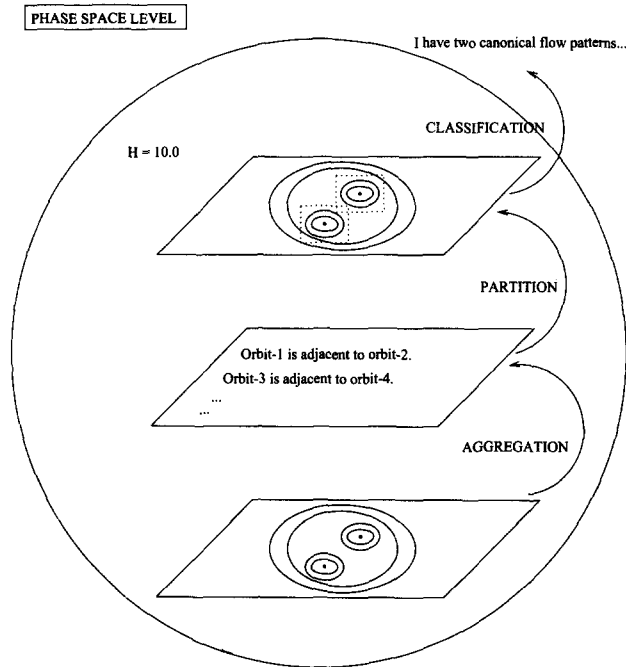 PHASE SPACE LEVEL
I have two canonical flow patterns...
CLASSIFICATION
H = 10.0
PARTITION
Orbit-1 is adjacent to orbit-2.
Orbit-3 is adjacent to orbit-4.
...
...
AGGREGATION